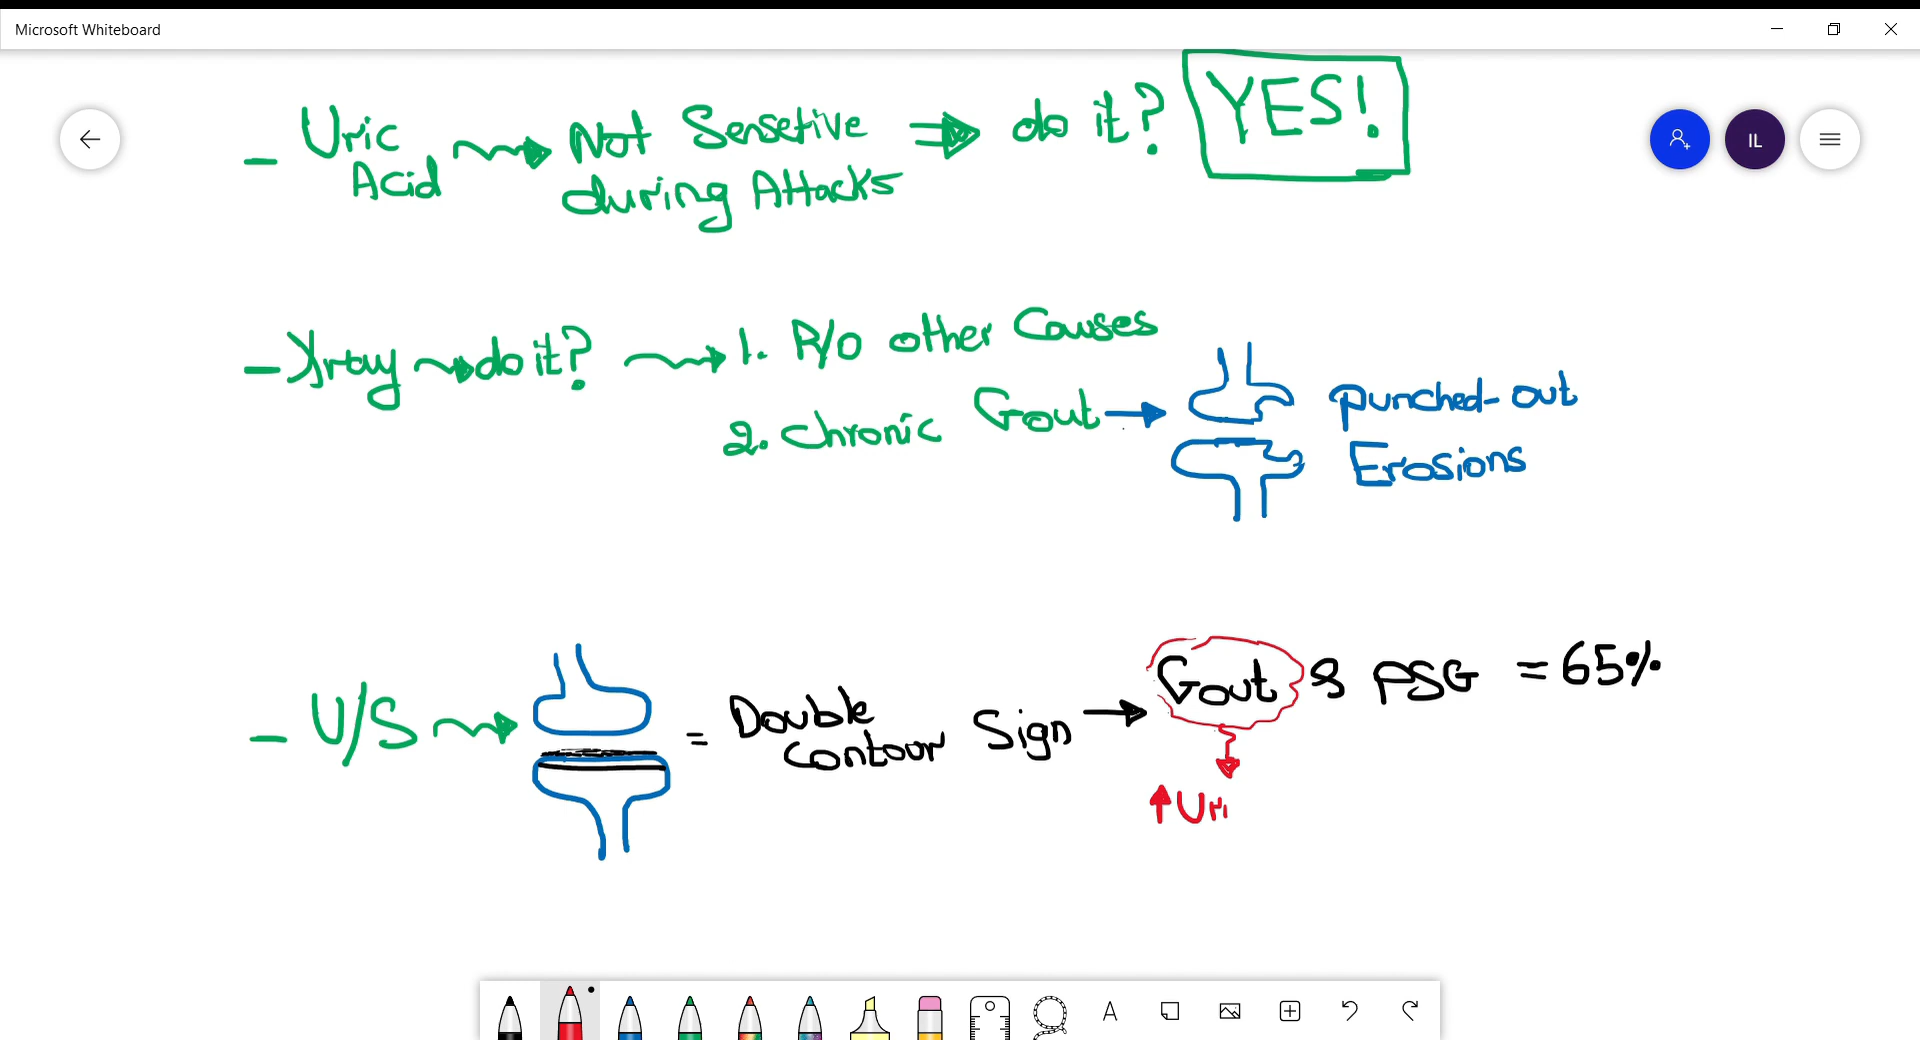 Microsoft Whiteboard
- Uric Acid Not Sensetive during Attacks do it? YES!
IL
- Xray do it? 1. R/o other Causes
2. Chronic Gout punched-out Erosions
- U/S = Double contour Sign Gout & PSG = 65%
↑ Uri
A